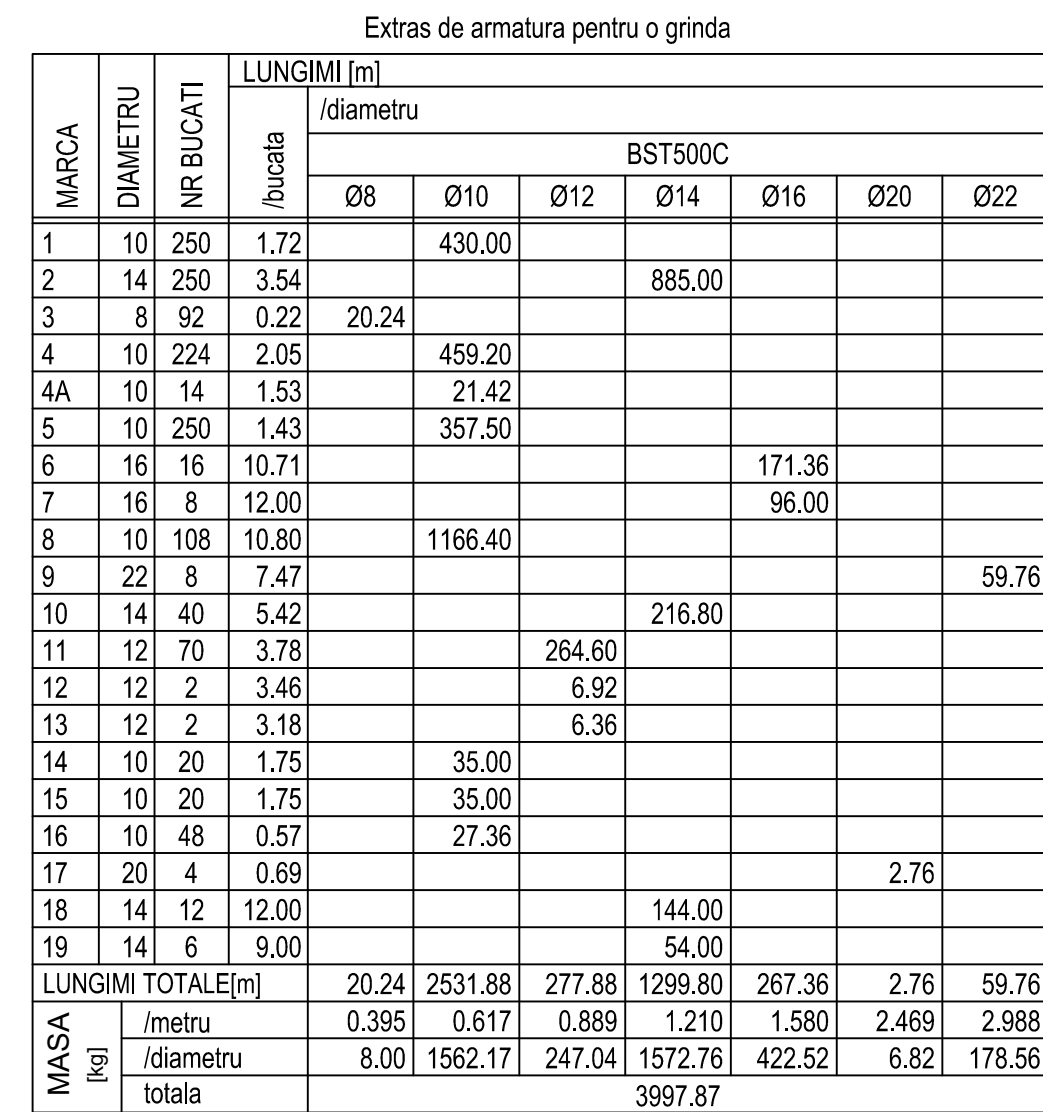 Extras de armatura pentru o grinda
MARCA DIAMETRU NR BUCATI LUNGIMI [m]
/bucata /diametru
BST500C
Ø8 Ø10 Ø12 Ø14 Ø16 Ø20 Ø22
1 10 250 1.72 430.00
2 14 250 3.54 885.00
3 8 92 0.22 20.24
4 10 224 2.05 459.20
4A 10 14 1.53 21.42
5 10 250 1.43 357.50
6 16 16 10.71 171.36
7 16 8 12.00 96.00
8 10 108 10.80 1166.40
9 22 8 7.47 59.76
10 14 40 5.42 216.80
11 12 70 3.78 264.60
12 12 2 3.46 6.92
13 12 2 3.18 6.36
14 10 20 1.75 35.00
15 10 20 1.75 35.00
16 10 48 0.57 27.36
17 20 4 0.69 2.76
18 14 12 12.00 144.00
19 14 6 9.00 54.00
LUNGIMI TOTALE[m] 20.24 2531.88 277.88 1299.80 267.36 2.76 59.76
MASA [kg] /metru 0.395 0.617 0.889 1.210 1.580 2.469 2.988
/diametru 8.00 1562.17 247.04 1572.76 422.52 6.82 178.56
totala 3997.87